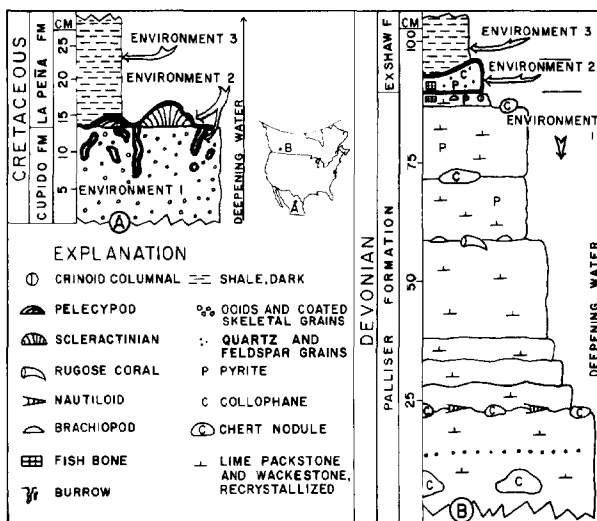 CRETACEOUS
CUPIDO FM
LA PEÑA FM
CM
25
20
15
10
5
ENVIRONMENT 3
ENVIRONMENT 2
ENVIRONMENT 1
A
DEEPENING WATER
B
A
EXPLANATION
CRINOID COLUMNAL
PELECYPOD
SCLERACTINIAN
RUGOSE CORAL
NAUTILOID
BRACHIOPOD
FISH BONE
BURROW
SHALE, DARK
OOIDS AND COATED
SKELETAL GRAINS
QUARTZ AND
FELDSPAR GRAINS
P PYRITE
C COLLOPHANE
C CHERT NODULE
LIME PACKSTONE
AND WACKESTONE,
RECRYSTALLIZED
DEVONIAN
PALLISER FORMATION
EXSHAW F
CM
100
75
50
25
ENVIRONMENT 3
ENVIRONMENT 2
ENVIRONMENT
I
C
P
P
C
P
C
P
C
C
C
C
C
C
B
DEEPENING WATER